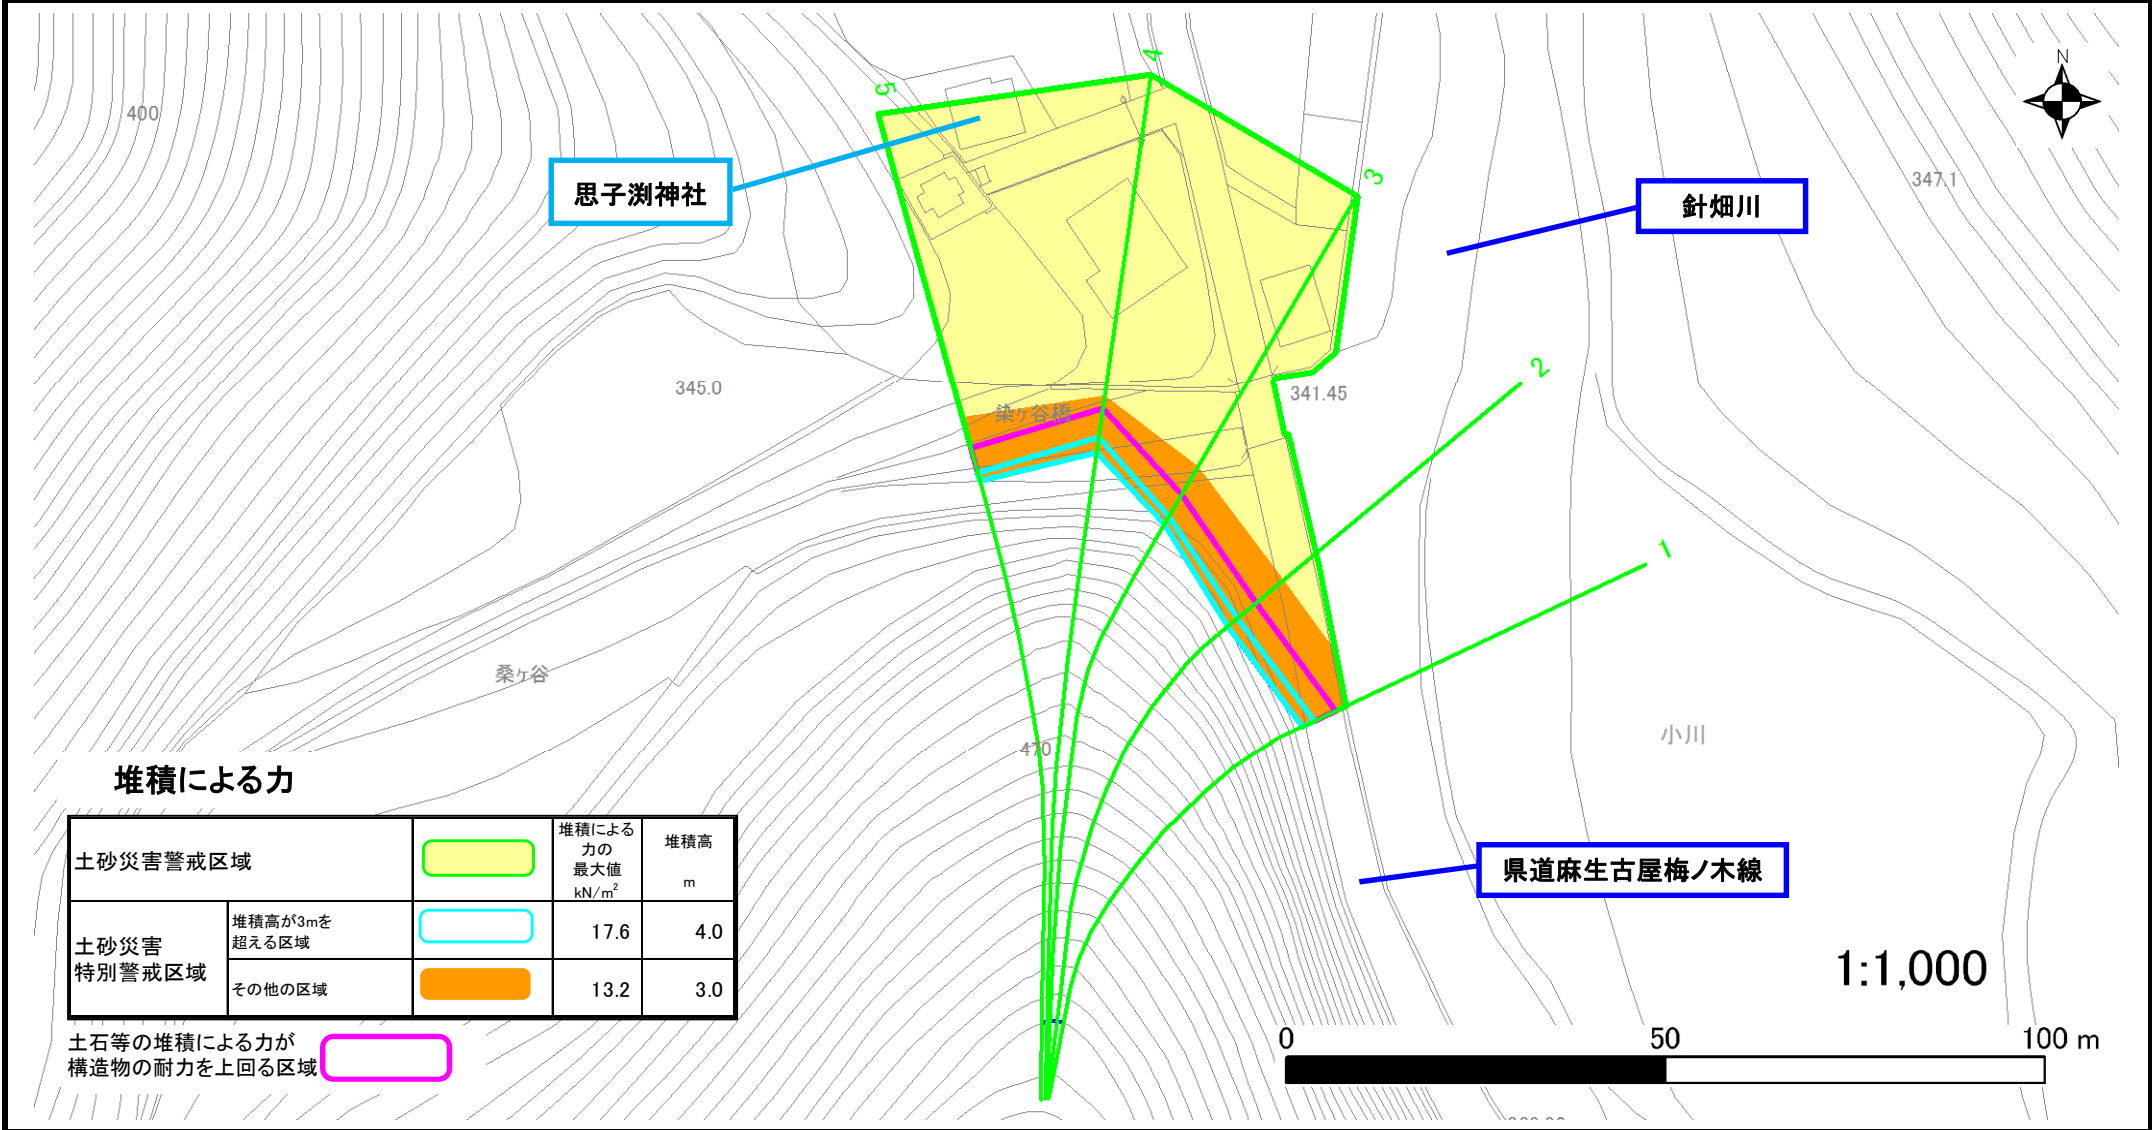 N
4
5
400
347.1
思子渕神社
3
針畑川
2
345.0
341.45
染ヶ谷橋
1
桑ヶ谷
小川
470
堆積による力
土砂災害警戒区域
堆積による
力の
最大値
kN/m²
堆積高
m
土砂災害
特別警戒区域
堆積高が3mを
超える区域
17.6
4.0
その他の区域
13.2
3.0
土石等の堆積による力が
構造物の耐力を上回る区域
県道麻生古屋梅ノ木線
1:1,000
0 50 100 m